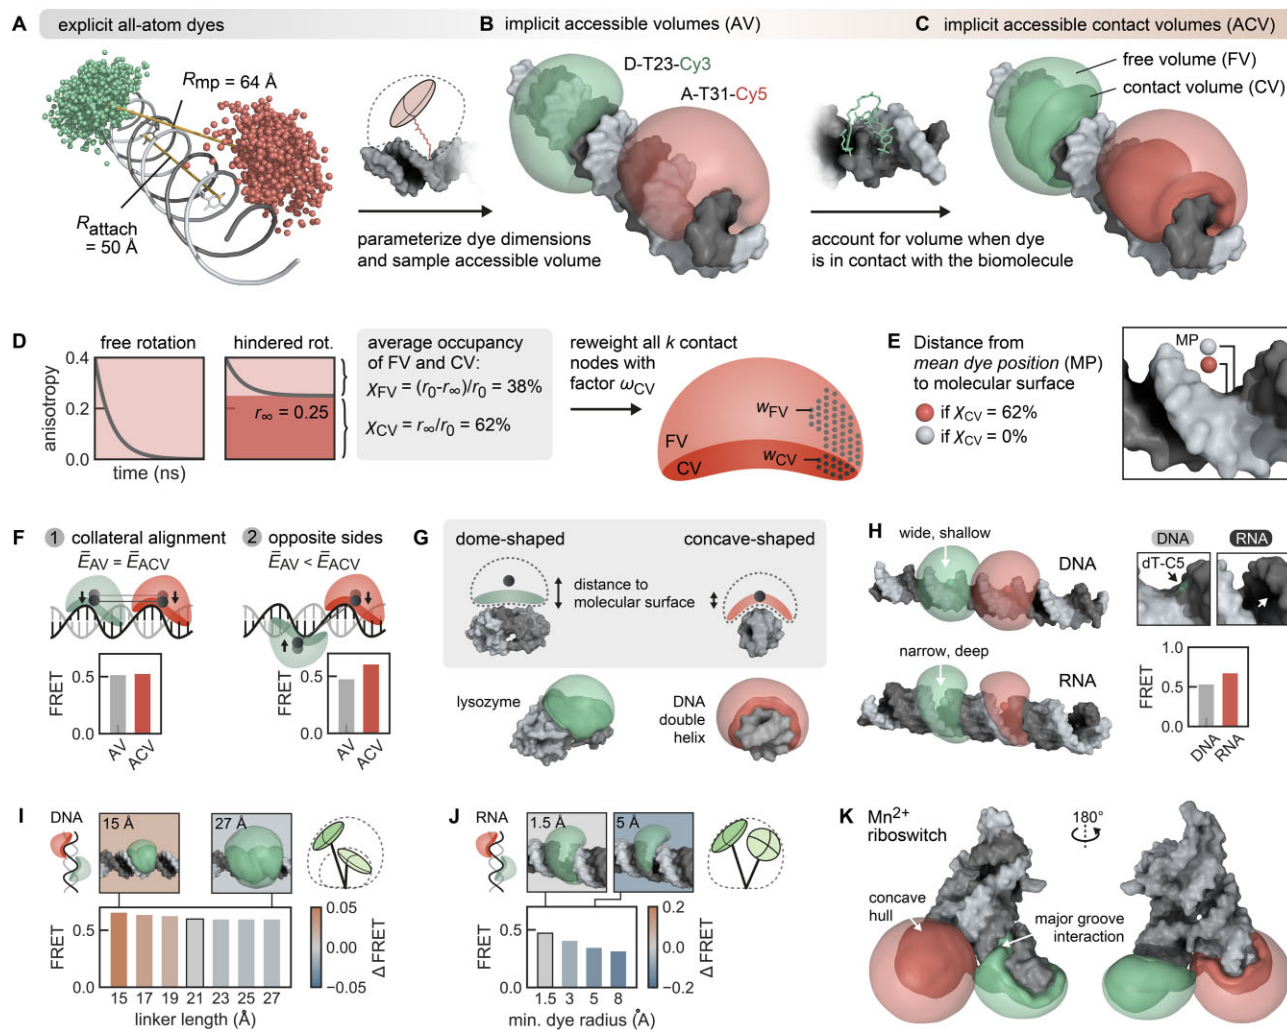 A explicit all-atom dyes
B implicit accessible volumes (AV)
C implicit accessible contact volumes (ACV)
Rmp = 64 Å
Rattach
= 50 Å
parameterize dye dimensions
and sample accessible volume
D-T23-Cy3
A-T31-Cy5
account for volume when dye
is in contact with the biomolecule
free volume (FV)
contact volume (CV)
D free rotation
hindered rot.
anisotropy
0.4
0.2
0.0
time (ns)
r∞ = 0.25
average occupancy
of FV and CV:
χFV = (r0-r∞)/r0 = 38%
χCV = r∞/r0 = 62%
reweight all k contact
nodes with
factor ωCV
wFV
wCV
FV
CV
E Distance from
mean dye position (MP)
to molecular surface
if χCV = 62%
if χCV = 0%
MP
F 1 collateral alignment
ĒAV = ĒACV
2 opposite sides
ĒAV < ĒACV
FRET
0.5
0.0
AV
ACV
FRET
0.5
0.0
AV
ACV
G dome-shaped
concave-shaped
distance to
molecular surface
lysozyme
DNA
double
helix
H wide, shallow
DNA
narrow, deep
RNA
DNA
RNA
dT-C5
FRET
1.0
0.5
0.0
DNA
RNA
I DNA
15 Å
27 Å
FRET
0.5
0.0
15 17 19 21 23 25 27
linker length (Å)
0.05
0.00
−0.05
Δ FRET
J RNA
1.5 Å
5 Å
FRET
0.5
0.0
1.5 3 5 8
min. dye radius (Å)
0.2
0.0
−0.2
Δ FRET
K Mn2+
riboswitch
180°
concave
hull
major groove
interaction